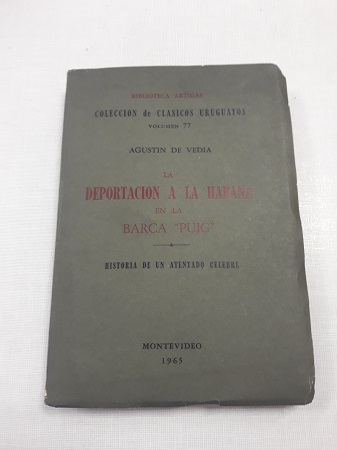 BIBLIOTECA ARTIGAS
COLECCION de CLASICOS URUGUAYOS
VOLUMEN 77
AGUSTIN DE VEDIA
LA
DEPORTACION A LA HABANA
EN LA
BARCA "PUIG"
HISTORIA DE UN ATENTADO CELEBRE
MONTEVIDEO
1965